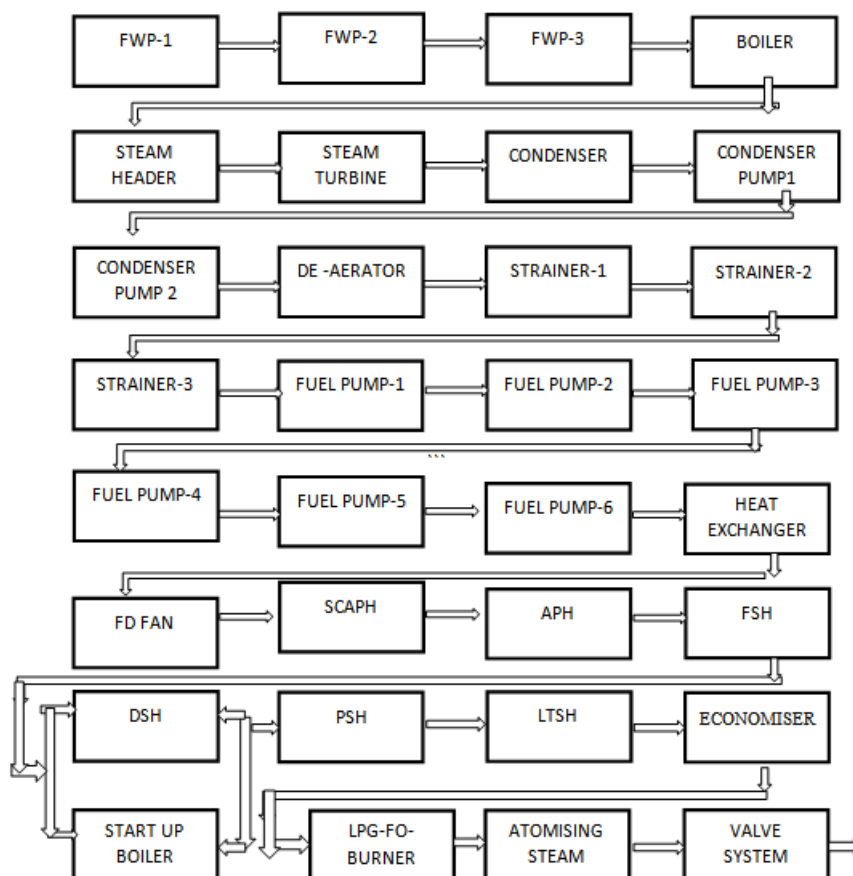 FWP-1
FWP-2
FWP-3
BOILER
STEAM
HEADER
STEAM
TURBINE
CONDENSER
CONDENSER
PUMP1
CONDENSER
PUMP 2
DE -AERATOR
STRAINER-1
STRAINER-2
STRAINER-3
FUEL PUMP-1
FUEL PUMP-2
FUEL PUMP-3
```
FUEL PUMP-4
FUEL PUMP-5
FUEL PUMP-6
HEAT
EXCHANGER
FD FAN
SCAPH
APH
FSH
DSH
PSH
LTSH
ECONOMISER
START UP
BOILER
LPG-FO-
BURNER
ATOMISING
STEAM
VALVE
SYSTEM